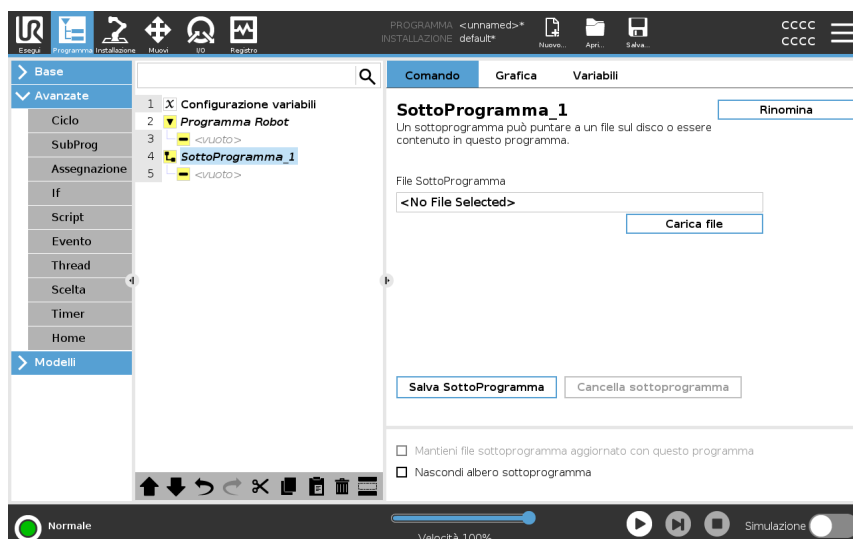 UR
Esegui
Programma
Installazione
Muovi
I/O
Registro
PROGRAMMA <unnamed>*
INSTALLAZIONE default*
Nuovo...
Apri...
Salva...
CCCC
CCCC
Base
Avanzate
Ciclo
SubProg
Assegnazione
If
Script
Evento
Thread
Scelta
Timer
Home
Modelli
1 X Configurazione variabili
2 Programma Robot
3 <vuoto>
4 SottoProgramma_1
5 <vuoto>
Comando Grafica Variabili
SottoProgramma_1
Rinomina
Un sottoprogramma può puntare a un file sul disco o essere
contenuto in questo programma.
File SottoProgramma
<No File Selected>
Carica file
Salva SottoProgramma
Cancella sottoprogramma
Mantieni file sottoprogramma aggiornato con questo programma
Nascondi albero sottoprogramma
Normale
Velocità 100%
Simulazione